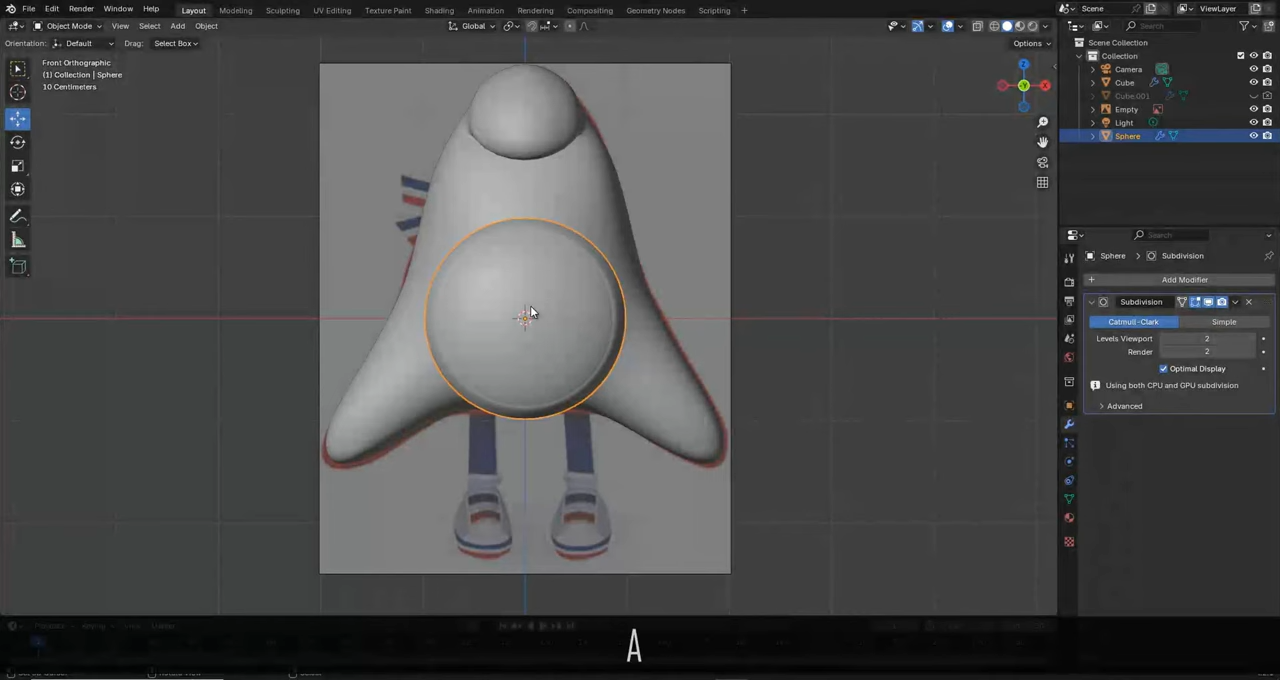 File Edit Render Window Help Layout Modeling Sculpting UV Editing Texture Paint Shading Animation Rendering Compositing Geometry Nodes Scripting + Scene ViewLayer
Object Mode View Select Add Object Global Search
Orientation: Default Drag: Select Box Options
Front Orthographic
(1) Collection | Sphere
10 Centimeters
Z
Y
X
Scene Collection
Collection
Camera
Cube
Cube.001
Empty
Light
Sphere
Search
Sphere Subdivision
+ Add Modifier
Subdivision
Catmull-Clark Simple
Levels Viewport 2
Render 2
Optimal Display
Using both CPU and GPU subdivision
Advanced
A